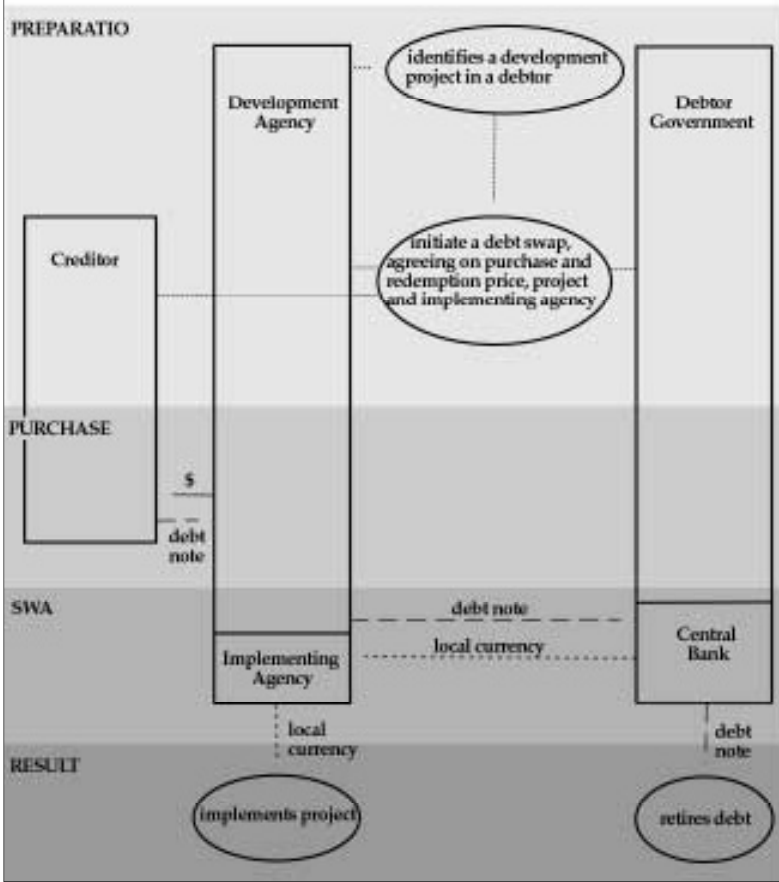 PREPARATIO
identifies a development
project in a debtor
Development
Agency
Debtor
Government
Creditor
initiate a debt swap,
agreeing on purchase and
redemption price, project
and implementing agency
PURCHASE
$
debt
note
SWA
debt note
local currency
Central
Bank
Implementing
Agency
local
currency
debt
note
RESULT
implements project
retires debt